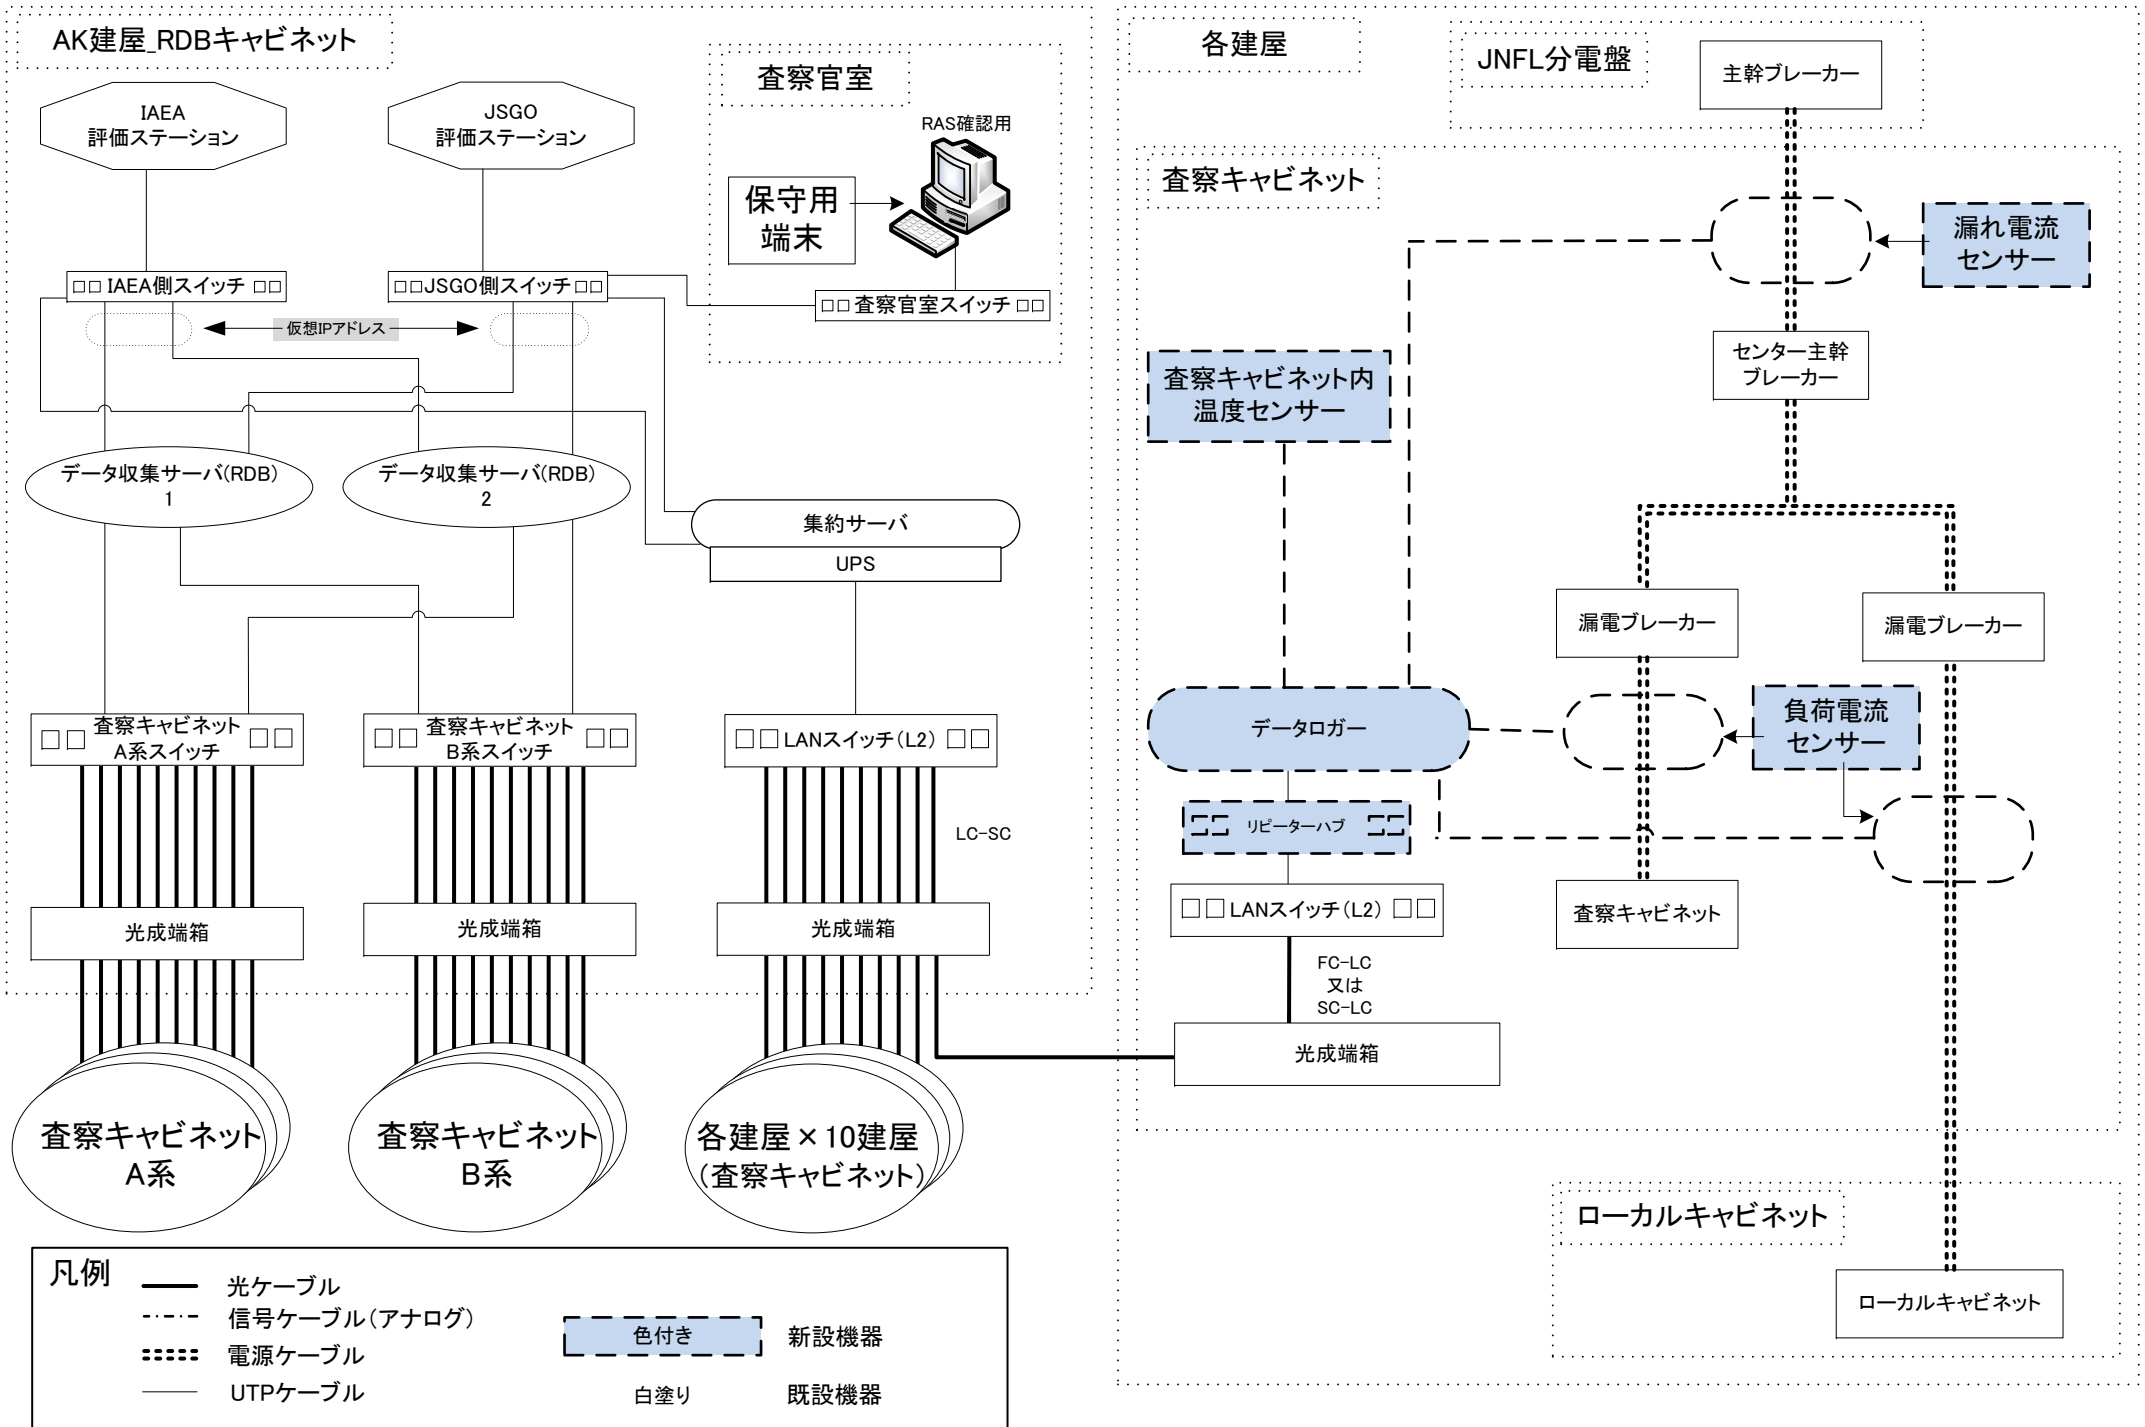 AK建屋_RDBキャビネット
IAEA
評価ステーション
JSGO
評価ステーション
査察官室
RAS確認用
保守用
端末
□□ IAEA側スイッチ □□
□□JSGO側スイッチ□□
□□査察官室スイッチ □□
仮想IPアドレス
データ収集サーバ(RDB)
1
データ収集サーバ(RDB)
2
集約サーバ
UPS
□□ 査察キャビネット □□
A系スイッチ
□□ 査察キャビネット □□
B系スイッチ
□□LANスイッチ(L2) □□
LC-SC
光成端箱
光成端箱
光成端箱
査察キャビネット
A系
査察キャビネット
B系
各建屋×10建屋
(査察キャビネット)
各建屋
JNFL分電盤
主幹ブレーカー
査察キャビネット
漏れ電流
センサー
センター主幹
ブレーカー
査察キャビネット内
温度センサー
漏電ブレーカー
漏電ブレーカー
データロガー
負荷電流
センサー
□□ リピーターハブ □□
□□LANスイッチ(L2) □□
査察キャビネット
FC-LC
又は
SC-LC
光成端箱
ローカルキャビネット
ローカルキャビネット
凡例
光ケーブル
信号ケーブル(アナログ)
電源ケーブル
UTPケーブル
色付き
新設機器
白塗り
既設機器